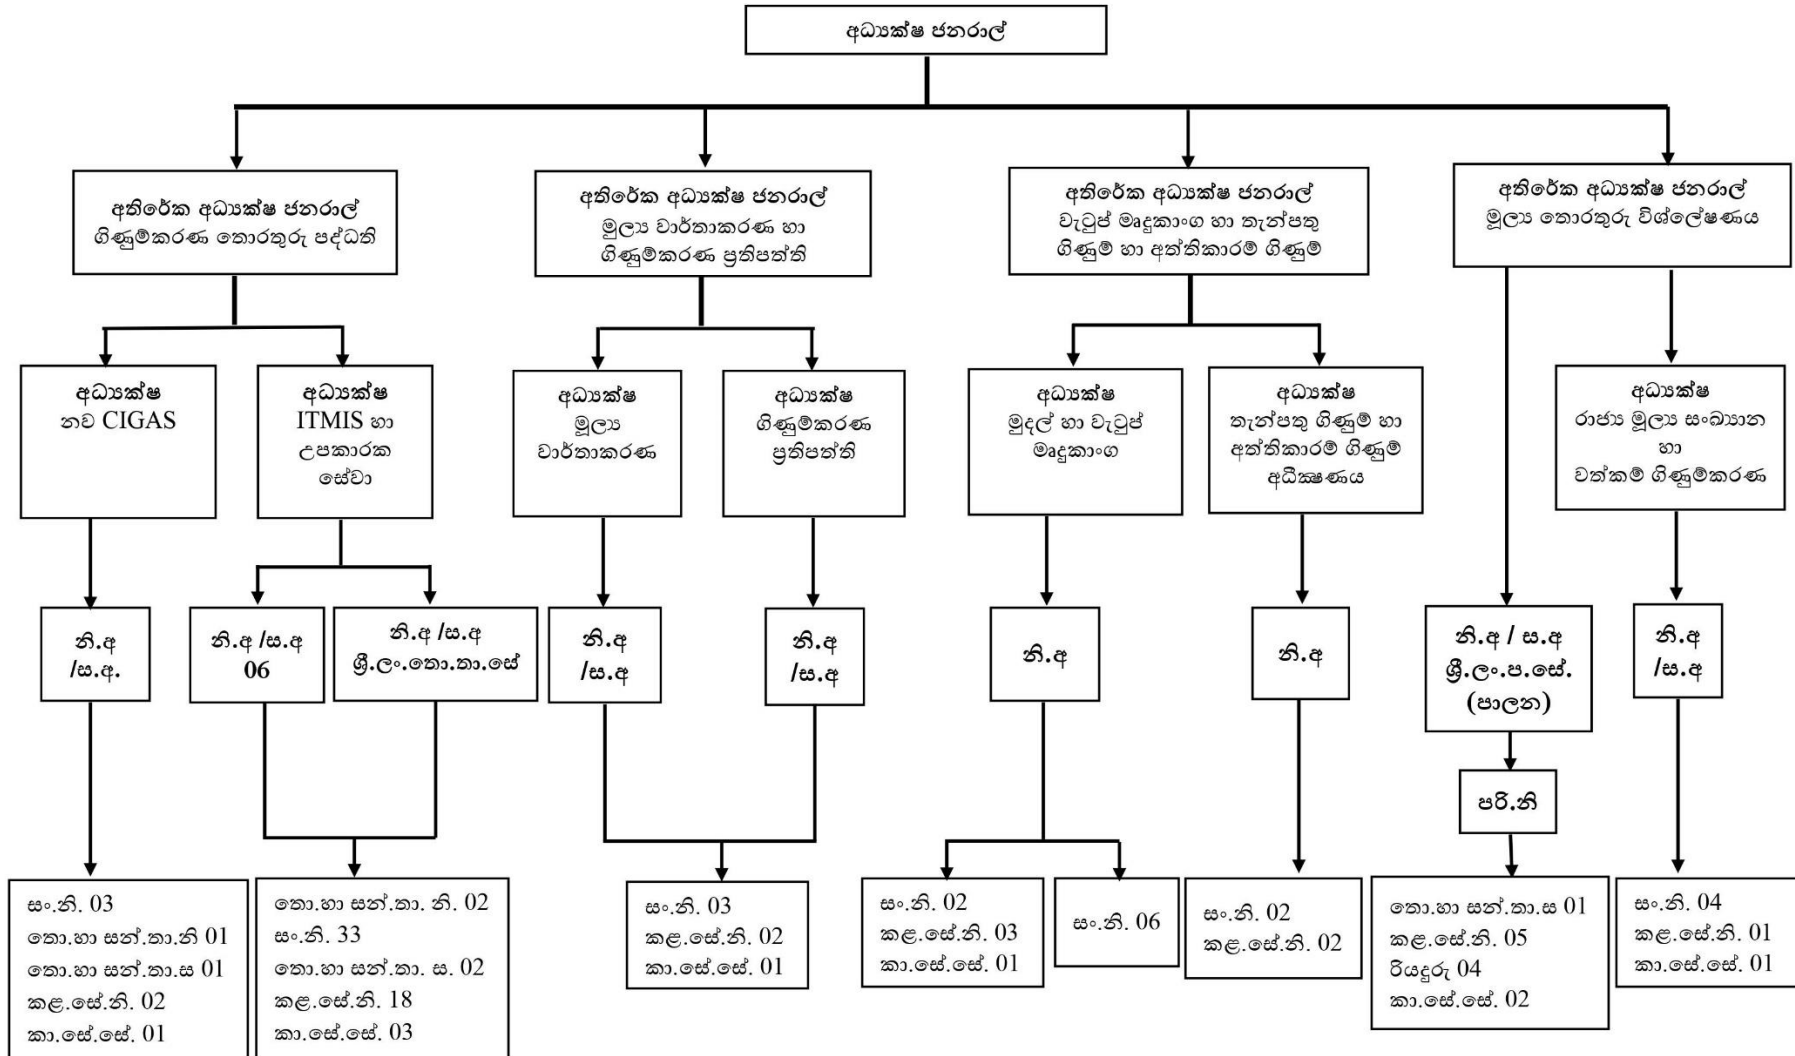 අධ්‍යක්ෂ ජනරාල්
අතිරේක අධ්‍යක්ෂ ජනරාල්
ගිණුම්කරණ තොරතුරු පද්ධති
අතිරේක අධ්‍යක්ෂ ජනරාල්
මුල්‍ය වාර්තාකරණ හා
ගිණුම්කරණ ප්‍රතිපත්ති
අතිරේක අධ්‍යක්ෂ ජනරාල්
වැටුප් මෘදුකාංග හා තැන්පතු
ගිණුම් හා අත්තිකාරම් ගිණුම්
අතිරේක අධ්‍යක්ෂ ජනරාල්
මූල්‍ය තොරතුරු විශ්ලේෂණය
අධ්‍යක්ෂ
නව CIGAS
අධ්‍යක්ෂ
ITMIS හා
උපකාරක
සේවා
අධ්‍යක්ෂ
මූල්‍ය
වාර්තාකරණ
අධ්‍යක්ෂ
ගිණුම්කරණ
ප්‍රතිපත්ති
අධ්‍යක්ෂ
මුදල් හා වැටුප්
මෘදුකාංග
අධ්‍යක්ෂ
තැන්පතු ගිණුම් හා
අත්තිකාරම් ගිණුම්
අධීක්ෂණය
අධ්‍යක්ෂ
රාජ්‍ය මූල්‍ය සංඛ්‍යාන
හා
වත්කම් ගිණුම්කරණ
නි.අ
/ස.අ.
නි.අ /ස.අ
06
නි.අ /ස.අ
ශ්‍රී.ලං.තො.තා.සේ
නි.අ
/ස.අ
නි.අ
/ස.අ
නි.අ
නි.අ
නි.අ / ස.අ
ශ්‍රී.ලං.ප.සේ.
(පාලන)
නි.අ
/ස.අ
පරි.නි
සං.නි. 03
තො.හා සන්.තා.නි 01
තො.හා සන්.තා.ස 01
කළ.සේ.නි. 02
කා.සේ.සේ. 01
තො.හා සන්.තා. නි. 02
සං.නි. 33
තො.හා සන්.තා. ස. 02
කළ.සේ.නි. 18
කා.සේ.සේ. 03
සං.නි. 03
කළ.සේ.නි. 02
කා.සේ.සේ. 01
සං.නි. 02
කළ.සේ.නි. 03
කා.සේ.සේ. 01
සං.නි. 06
සං.නි. 02
කළ.සේ.නි. 02
තො.හා සන්.තා.ස 01
කළ.සේ.නි. 05
රියදුරු 04
කා.සේ.සේ. 02
සං.නි. 04
කළ.සේ.නි. 01
කා.සේ.සේ. 01